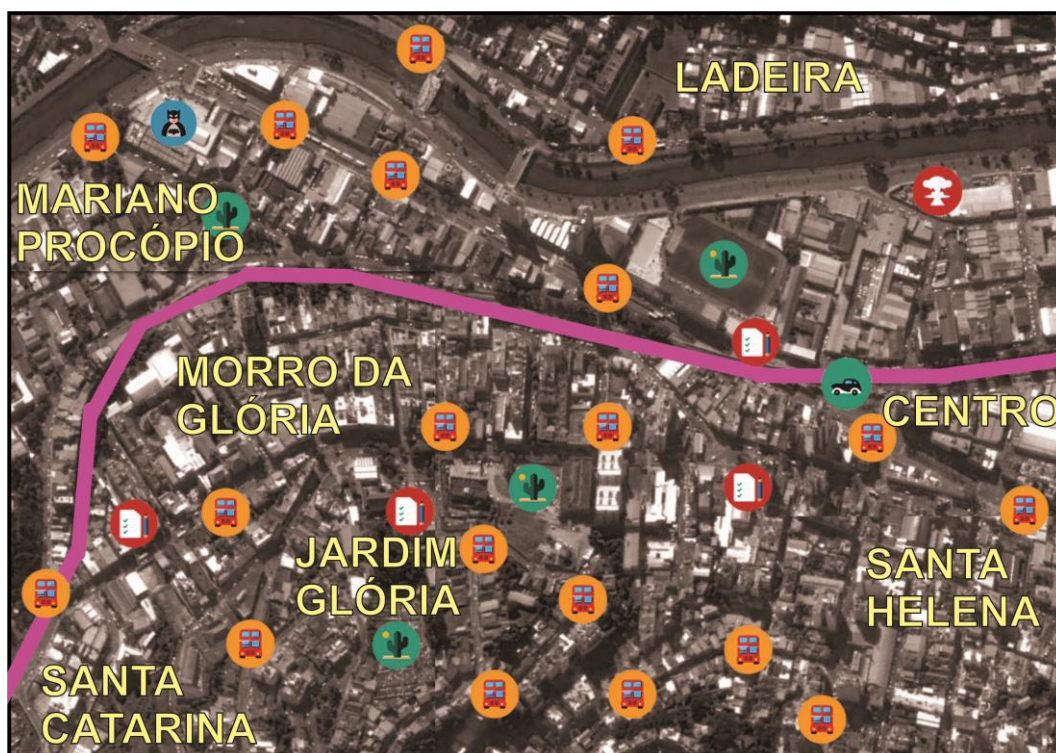 LADEIRA
MARIANO
PROCÓPIO
MORRO DA
GLÓRIA
CENTRO
JARDIM
GLÓRIA
SANTA
HELENA
SANTA
CATARINA